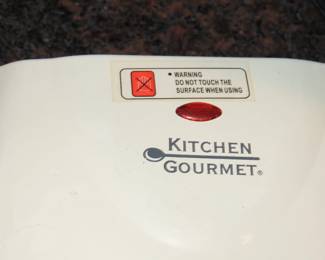 • WARNING
DO NOT TOUCH THE
SURFACE WHEN USING
KITCHEN
GOURMET®